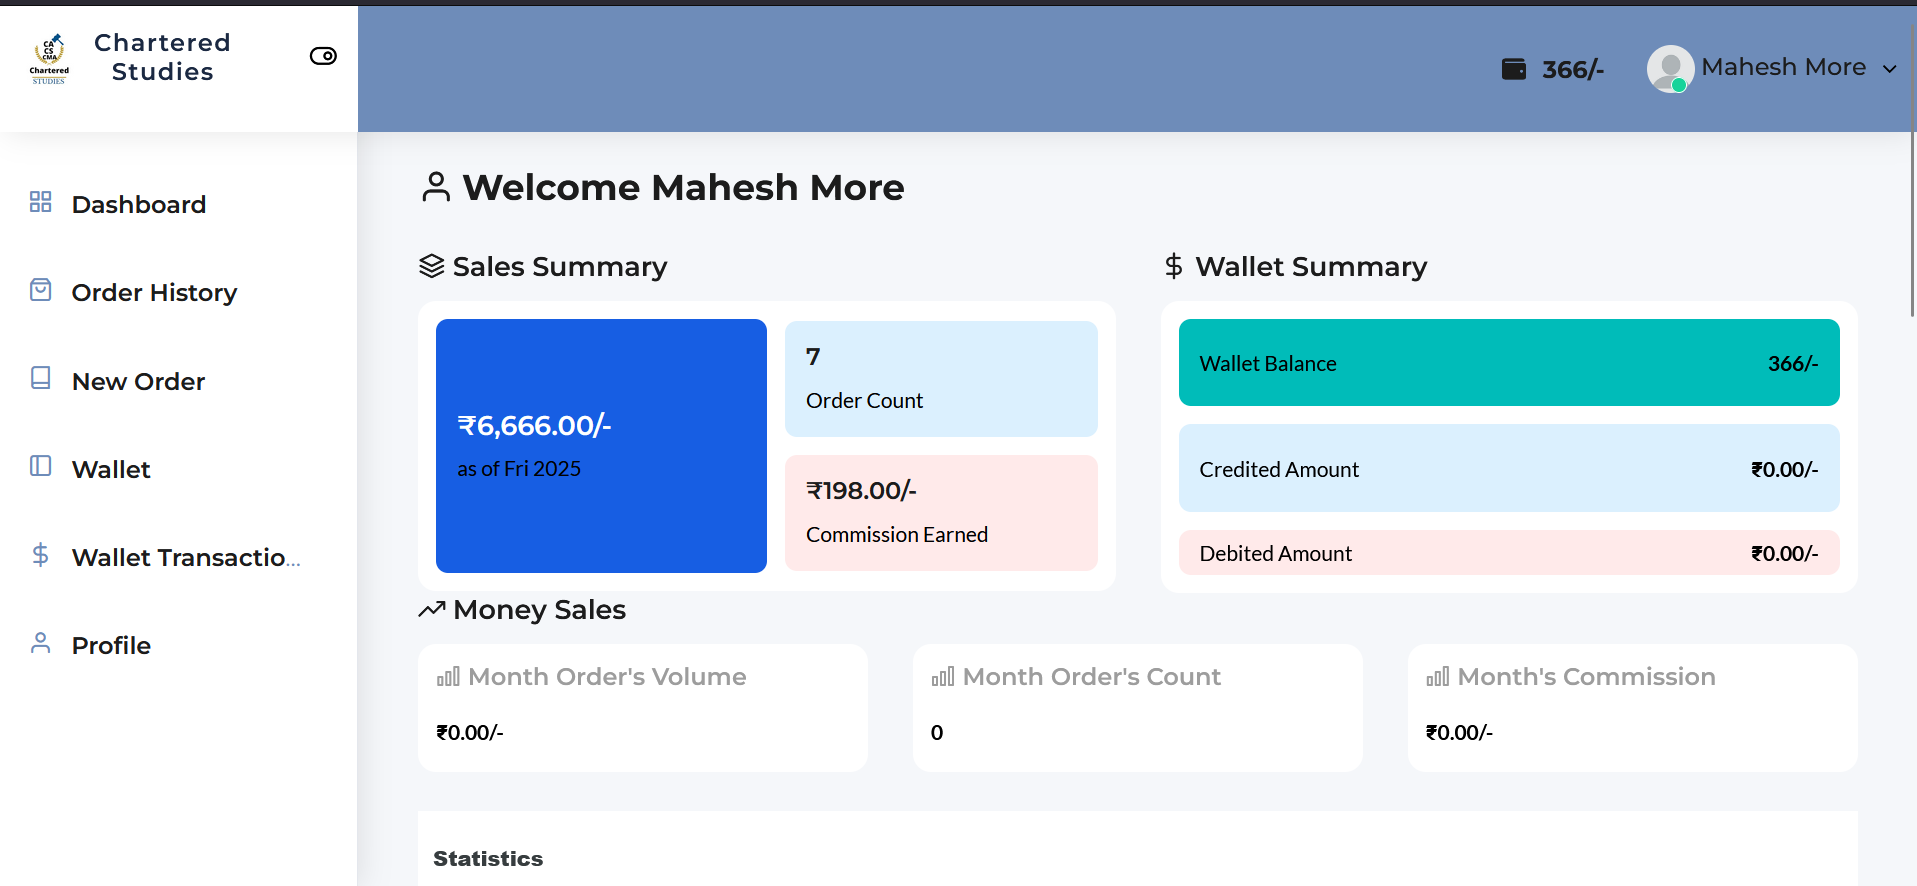 CA
CS
CMA
Chartered
STUDIES
Chartered
Studies
366/-
Mahesh More
Dashboard
Order History
New Order
Wallet
Wallet Transactio...
Profile
Welcome Mahesh More
Sales Summary
₹6,666.00/-
as of Fri 2025
7
Order Count
₹198.00/-
Commission Earned
Wallet Summary
Wallet Balance 366/-
Credited Amount ₹0.00/-
Debited Amount ₹0.00/-
Money Sales
Month Order's Volume
₹0.00/-
Month Order's Count
0
Month's Commission
₹0.00/-
Statistics